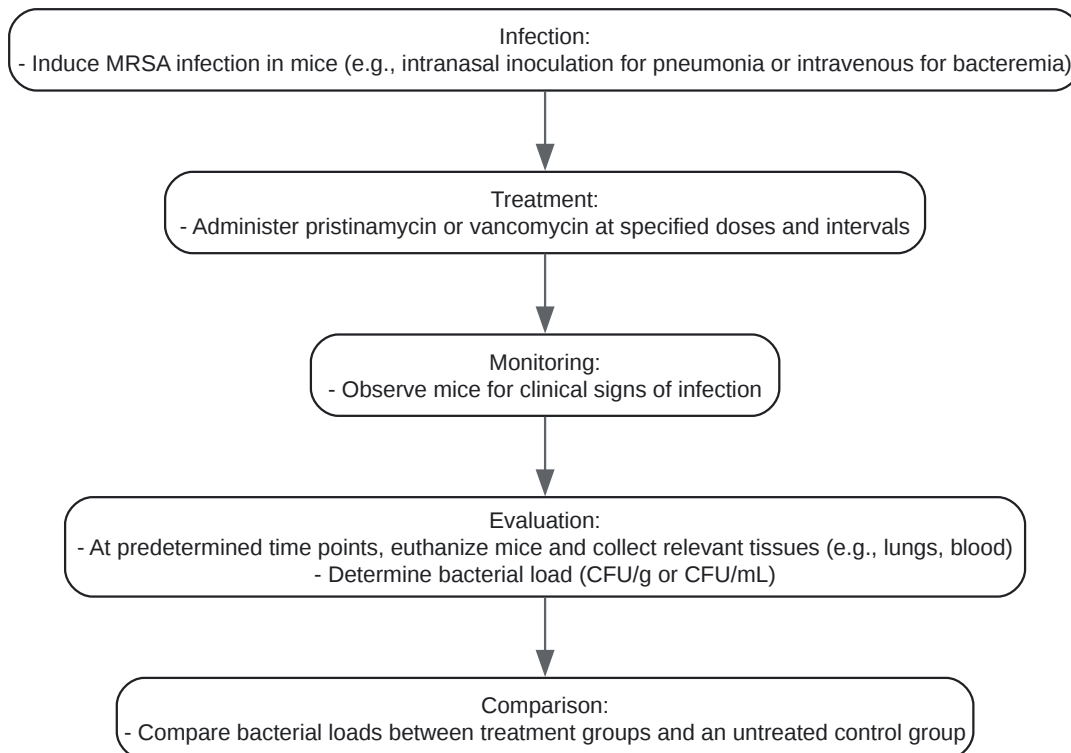 Infection:
- Induce MRSA infection in mice (e.g., intranasal inoculation for pneumonia or intravenous for bacteremia)
Treatment:
- Administer pristinamycin or vancomycin at specified doses and intervals
Monitoring:
- Observe mice for clinical signs of infection
Evaluation:
- At predetermined time points, euthanize mice and collect relevant tissues (e.g., lungs, blood)
- Determine bacterial load (CFU/g or CFU/mL)
Comparison:
- Compare bacterial loads between treatment groups and an untreated control group